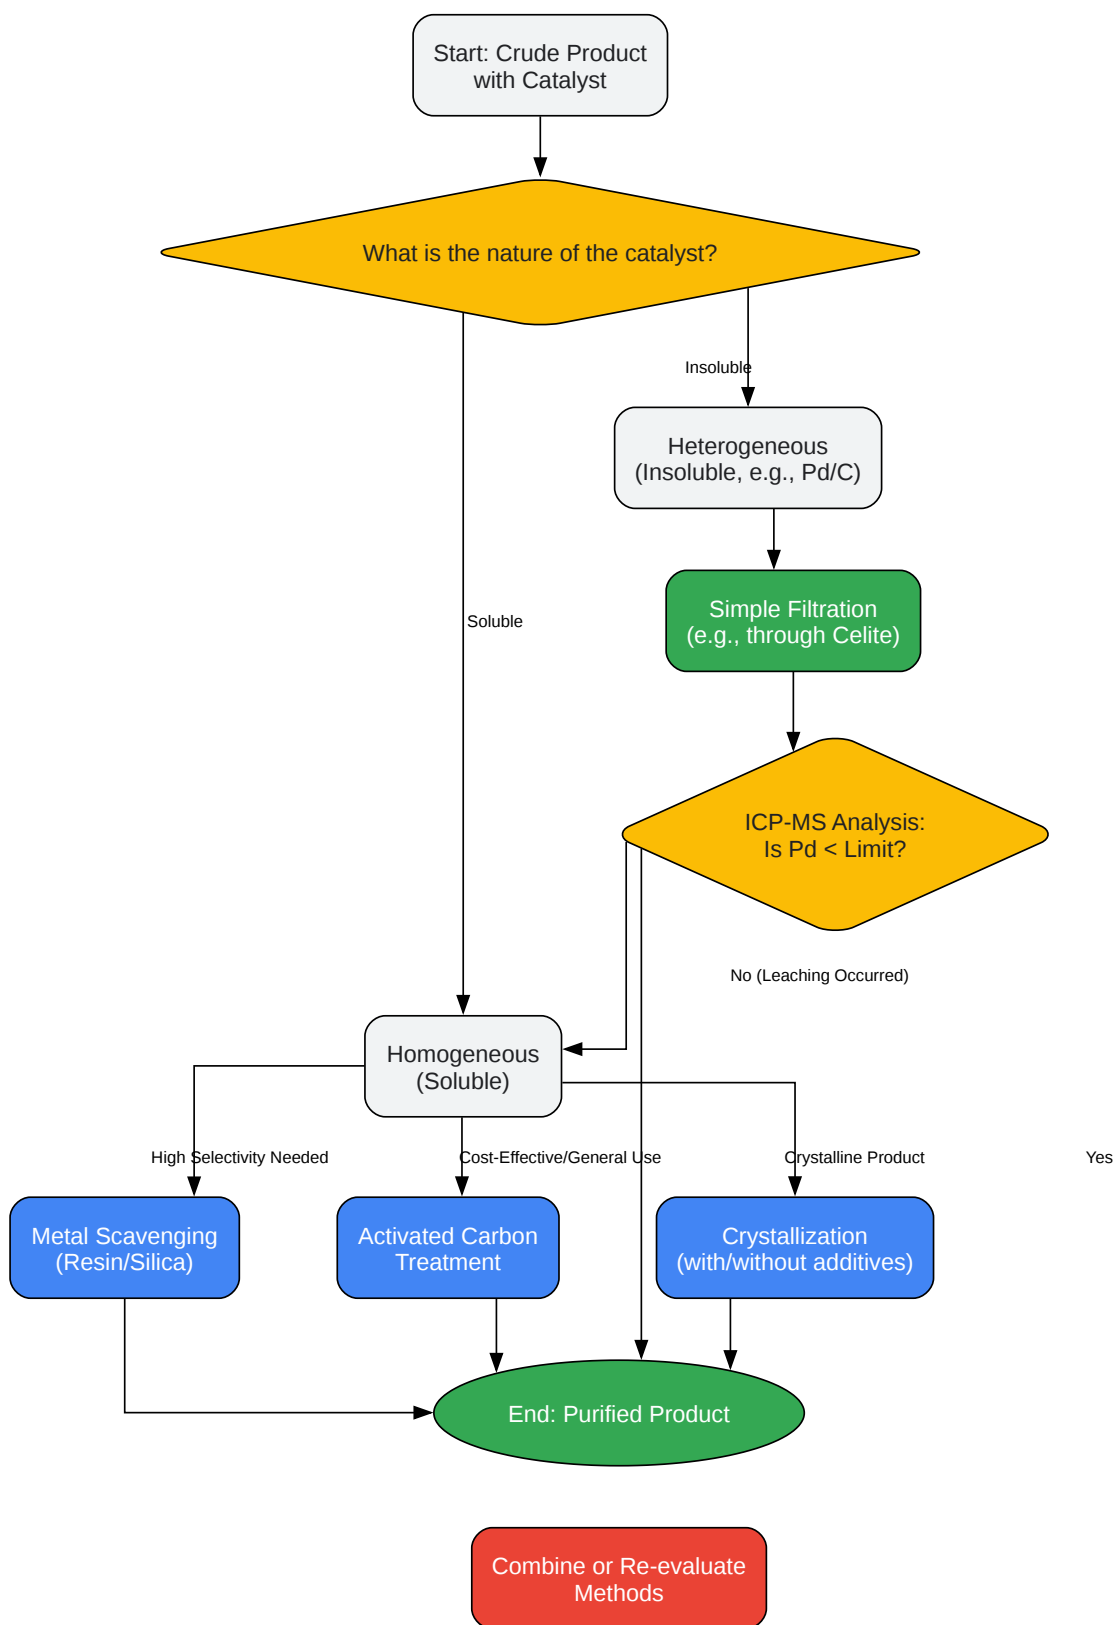 Start: Crude Product
with Catalyst
What is the nature of the catalyst?
Insoluble
Heterogeneous
(Insoluble, e.g., Pd/C)
Soluble
Simple Filtration
(e.g., through Celite)
ICP-MS Analysis:
Is Pd < Limit?
No (Leaching Occurred)
Homogeneous
(Soluble)
High Selectivity Needed
Cost-Effective/General Use
Crystalline Product
Yes
Metal Scavenging
(Resin/Silica)
Activated Carbon
Treatment
Crystallization
(with/without additives)
End: Purified Product
Combine or Re-evaluate
Methods